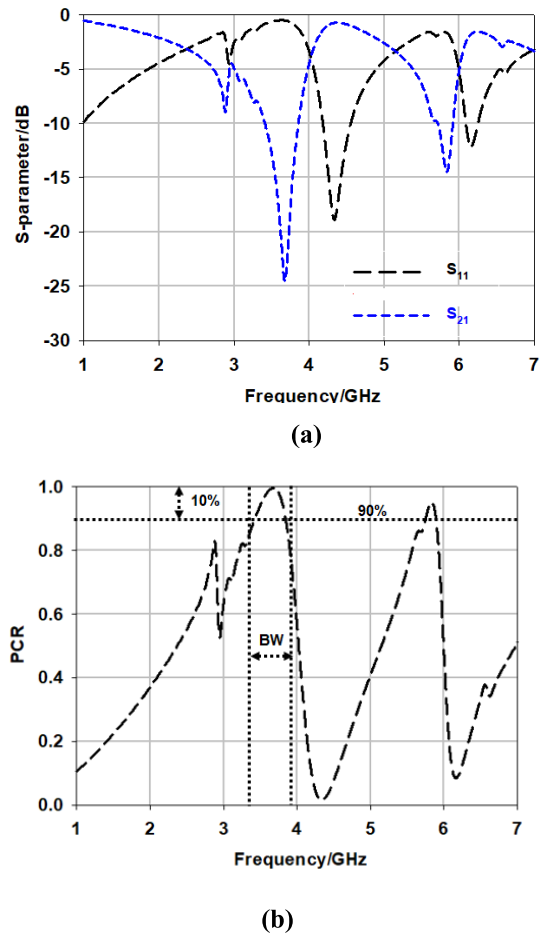 0
-5
-10
-15
-20
-25
-30
S-parameter/dB
S11
S21
1 2 3 4 5 6 7
Frequency/GHz
(a)
1.0
0.8
0.6
0.4
0.2
0.0
PCR
10%
90%
BW
1 2 3 4 5 6 7
Frequency/GHz
(b)